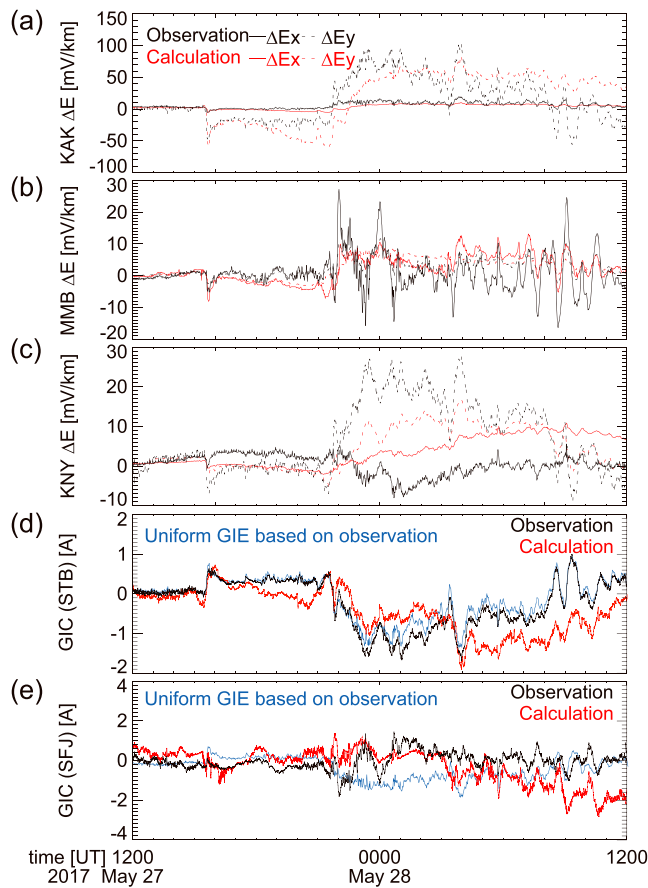 (a)
KAK ΔE [mV/km]
150
100
50
0
-50
-100
Observation ΔEx ΔEy
Calculation ΔEx ΔEy
(b)
MMB ΔE [mV/km]
30
20
10
0
-10
-20
(c)
KNY ΔE [mV/km]
30
20
10
0
-10
(d)
GIC (STB) [A]
2
1
0
-1
-2
Uniform GIE based on observation
Observation
Calculation
(e)
GIC (SFJ) [A]
4
2
0
-2
-4
Uniform GIE based on observation
Observation
Calculation
time [UT] 1200 0000 1200
2017 May 27 May 28